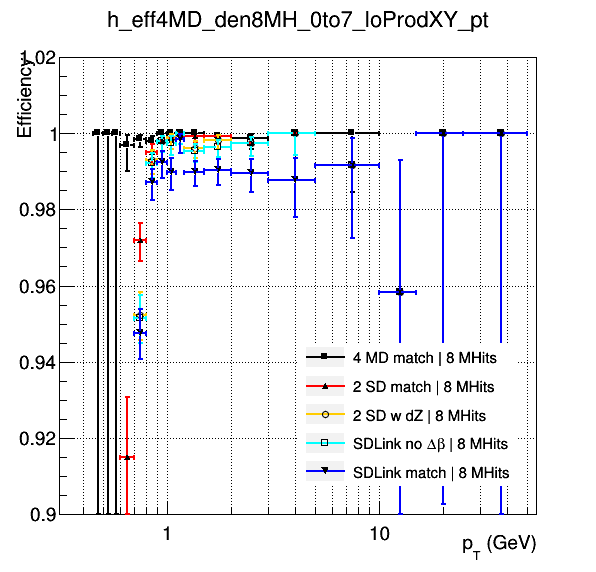 h_eff4MD_den8MH_0to7_loProdXY_pt
Efficiency
1.02
1
0.98
0.96
0.94
0.92
0.9
4 MD match | 8 MHits
2 SD match | 8 MHits
2 SD w dZ | 8 MHits
SDLink no Δβ | 8 MHits
SDLink match | 8 MHits
1
10
p_T (GeV)